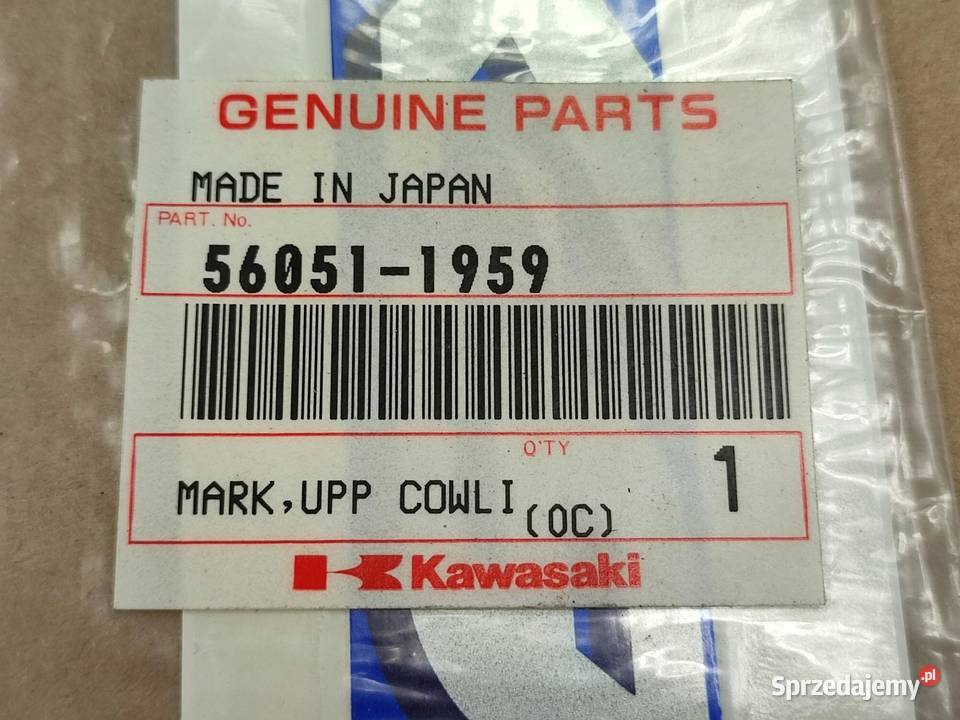 GENUINE PARTS
MADE IN JAPAN
PART. No.
56051-1959
Q'TY
1
MARK,UPP COWLI
(OC)
Kawasaki
Sprzedajemy.pl